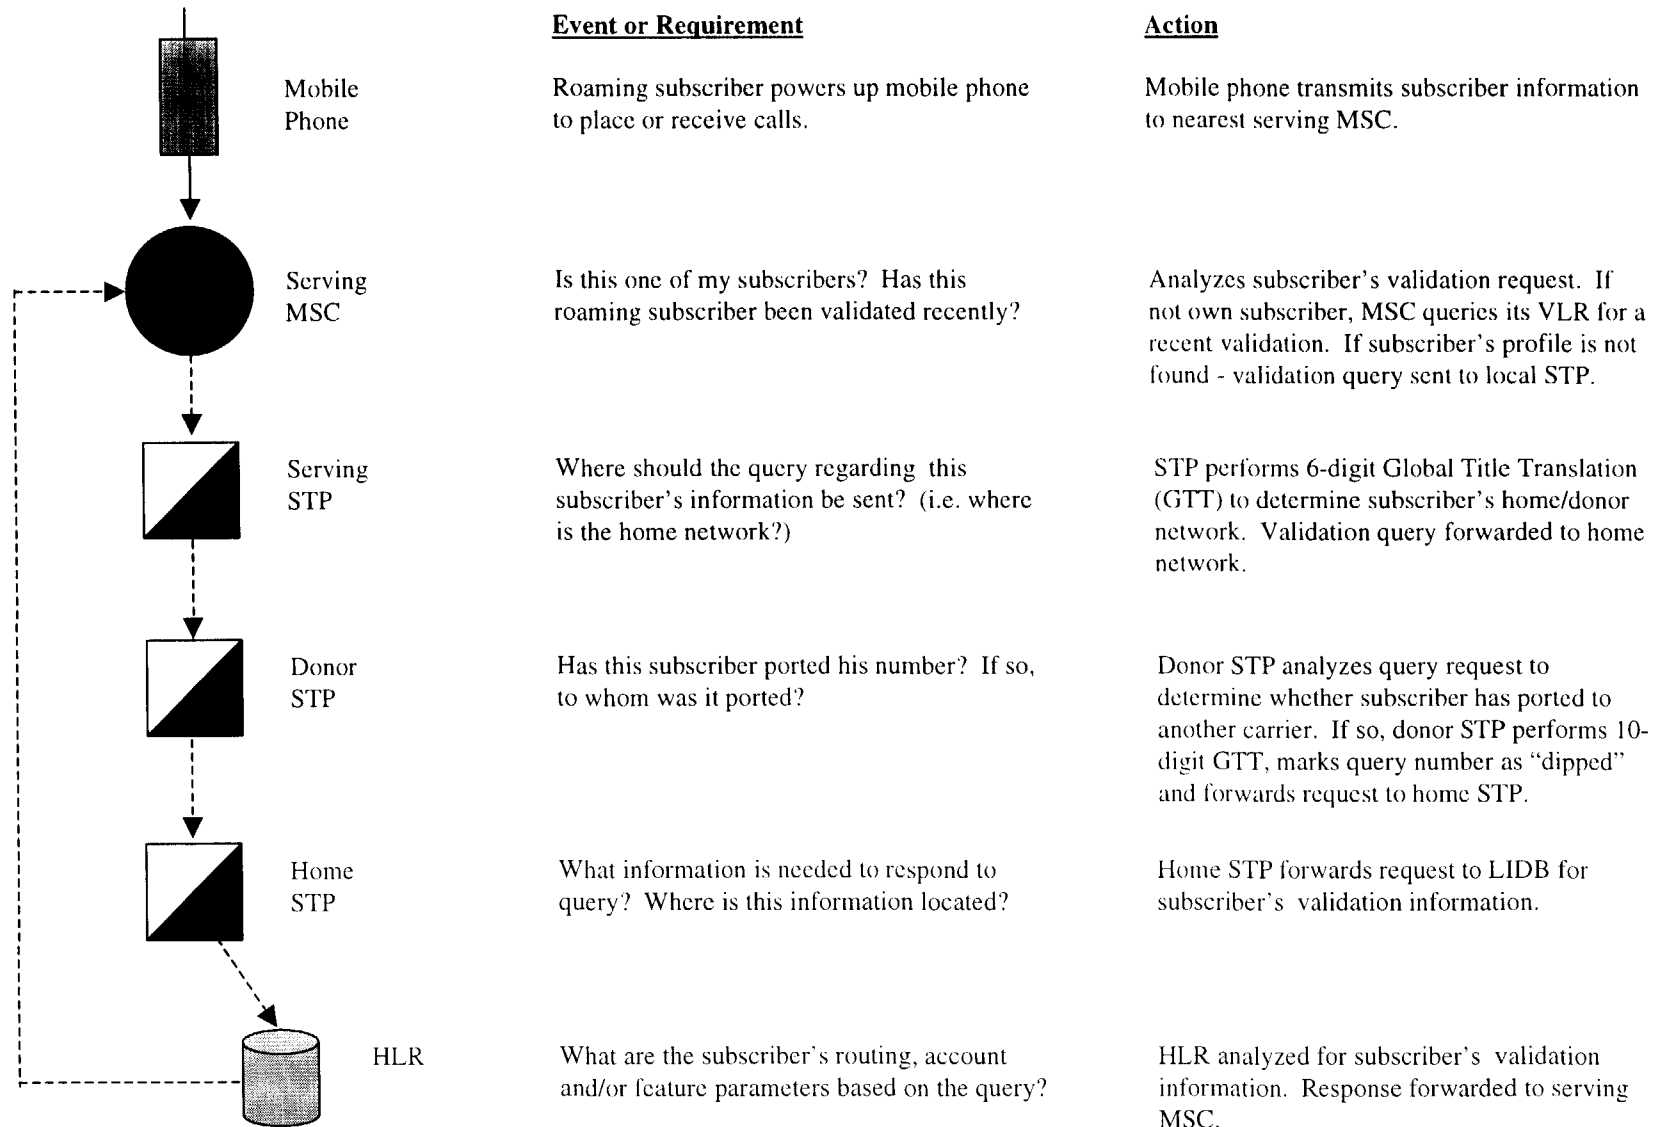 Event or Requirement
Action
Mobile
Phone
Roaming subscriber powers up mobile phone
to place or receive calls.
Mobile phone transmits subscriber information
to nearest serving MSC.
Serving
MSC
Is this one of my subscribers? Has this
roaming subscriber been validated recently?
Analyzes subscriber's validation request. If
not own subscriber, MSC queries its VLR for a
recent validation. If subscriber's profile is not
found - validation query sent to local STP.
Serving
STP
Where should the query regarding this
subscriber's information be sent? (i.e. where
is the home network?)
STP performs 6-digit Global Title Translation
(GTT) to determine subscriber's home/donor
network. Validation query forwarded to home
network.
Donor
STP
Has this subscriber ported his number? If so,
to whom was it ported?
Donor STP analyzes query request to
determine whether subscriber has ported to
another carrier. If so, donor STP performs 10-
digit GTT, marks query number as “dipped”
and forwards request to home STP.
Home
STP
What information is needed to respond to
query? Where is this information located?
Home STP forwards request to LIDB for
subscriber's validation information.
HLR
What are the subscriber's routing, account
and/or feature parameters based on the query?
HLR analyzed for subscriber's validation
information. Response forwarded to serving
MSC.